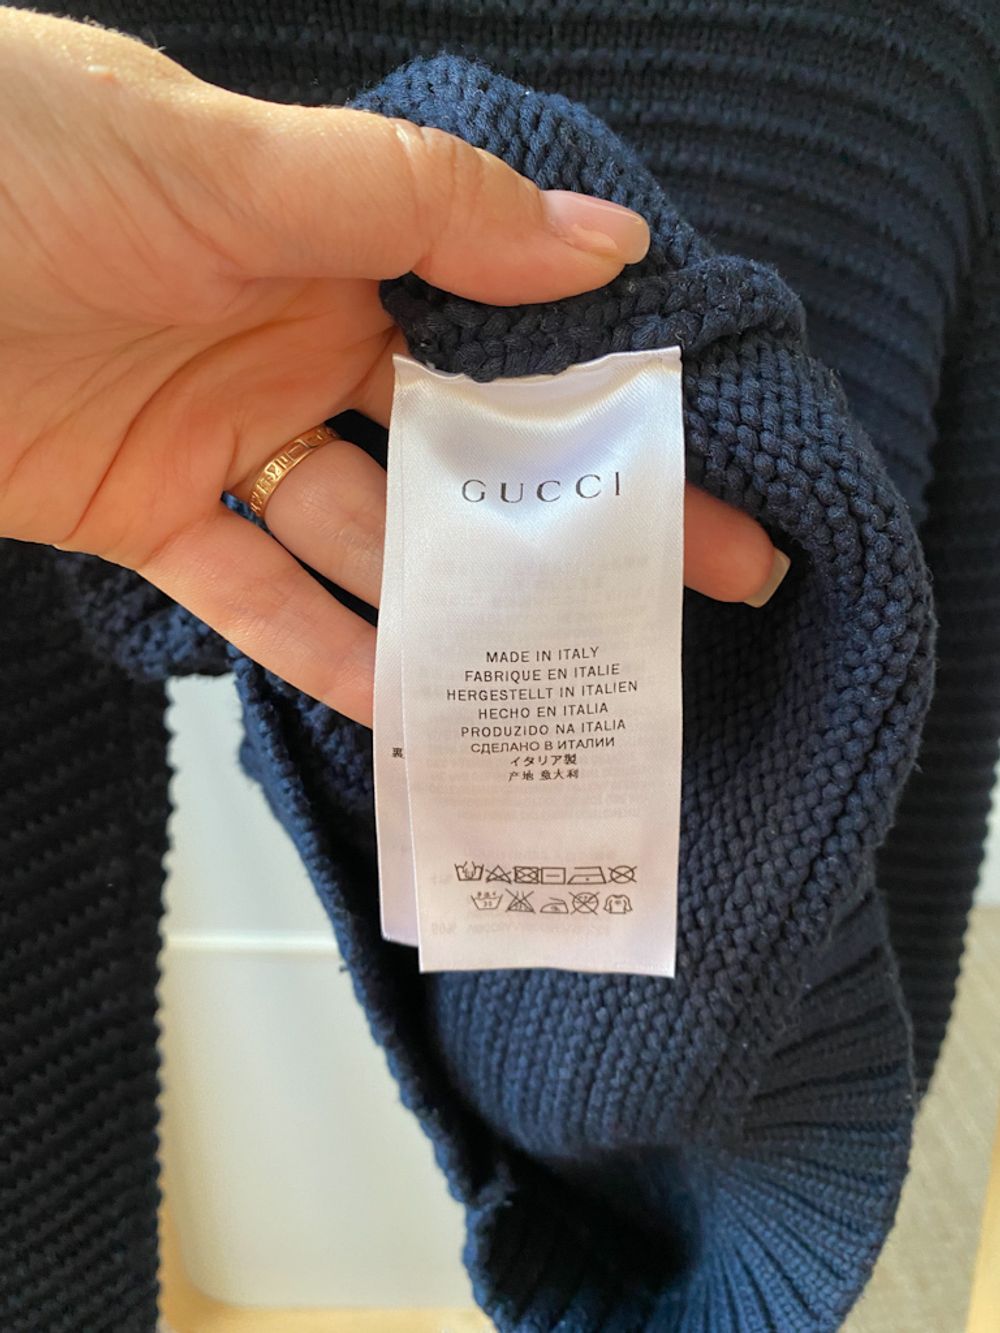 GUCCI
MADE IN ITALY
FABRIQUE EN ITALIE
HERGESTELLT IN ITALIEN
HECHO EN ITALIA
PRODUZIDO NA ITALIA
СДЕЛАНО В ИТАЛИИ
イタリア製
产地 意大利
裏